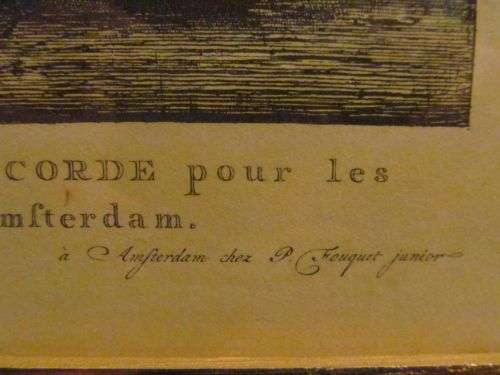 CORDE pour les
mſterdam.
à Amſterdam chez P. Fouquet junior